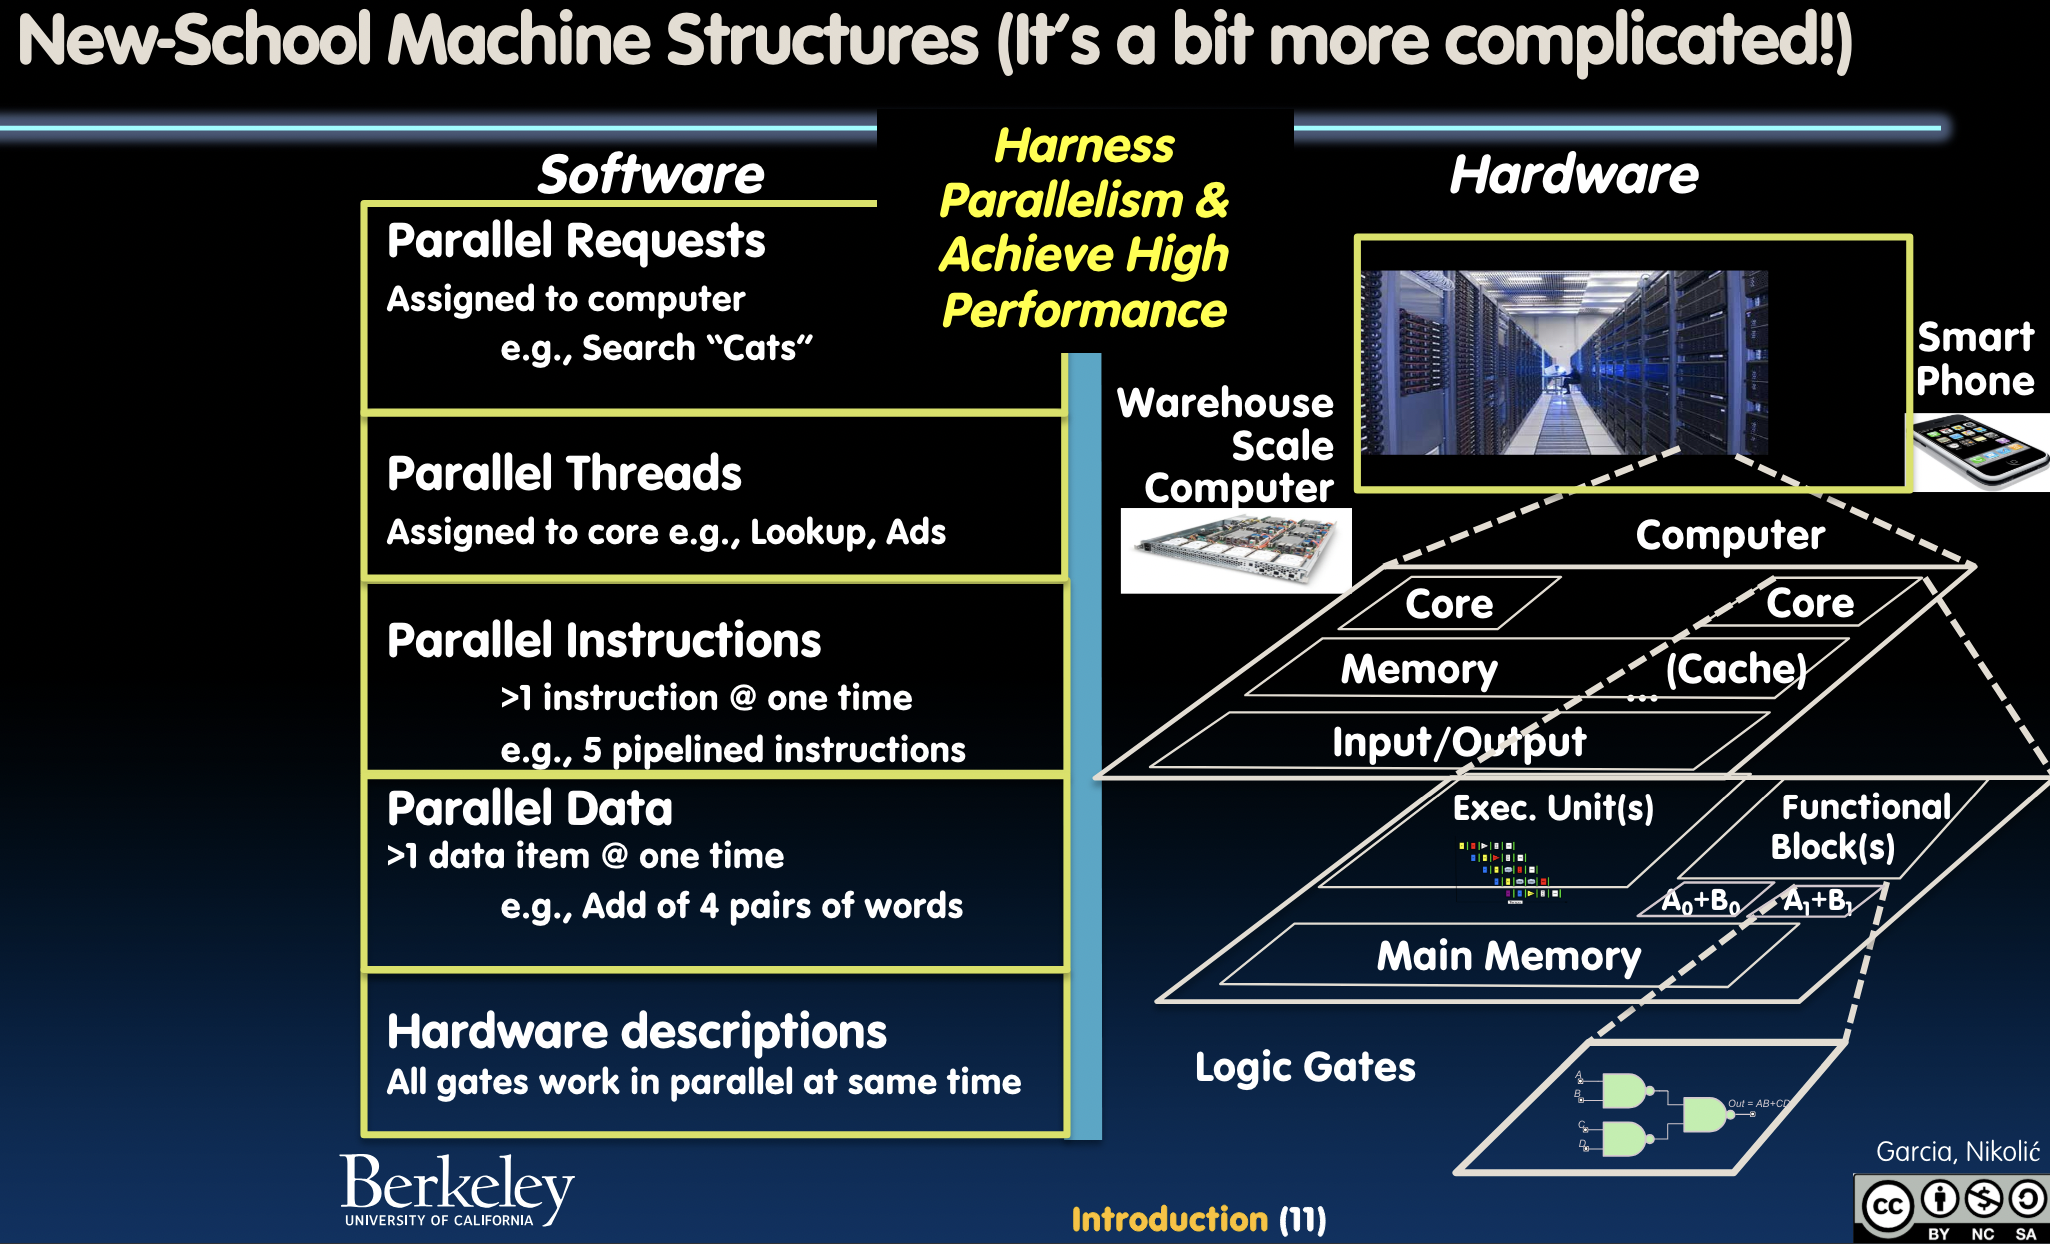 New-School Machine Structures (It's a bit more complicated!)
Software
Harness
Parallelism &
Achieve High
Performance
Hardware
Parallel Requests
Assigned to computer
e.g., Search “Cats”
Parallel Threads
Assigned to core e.g., Lookup, Ads
Parallel Instructions
>1 instruction @ one time
e.g., 5 pipelined instructions
Parallel Data
>1 data item @ one time
e.g., Add of 4 pairs of words
Hardware descriptions
All gates work in parallel at same time
Smart
Phone
Warehouse
Scale
Computer
Computer
Core
Core
Memory
(Cache)
...
Input/Output
Exec. Unit(s)
Functional
Block(s)
A₀+B₀
A₁+B₁
Main Memory
Logic Gates
A
B
C
D
Out = AB+CD
Garcia, Nikolić
Berkeley
UNIVERSITY OF CALIFORNIA
Introduction (11)
cc
BY NC SA